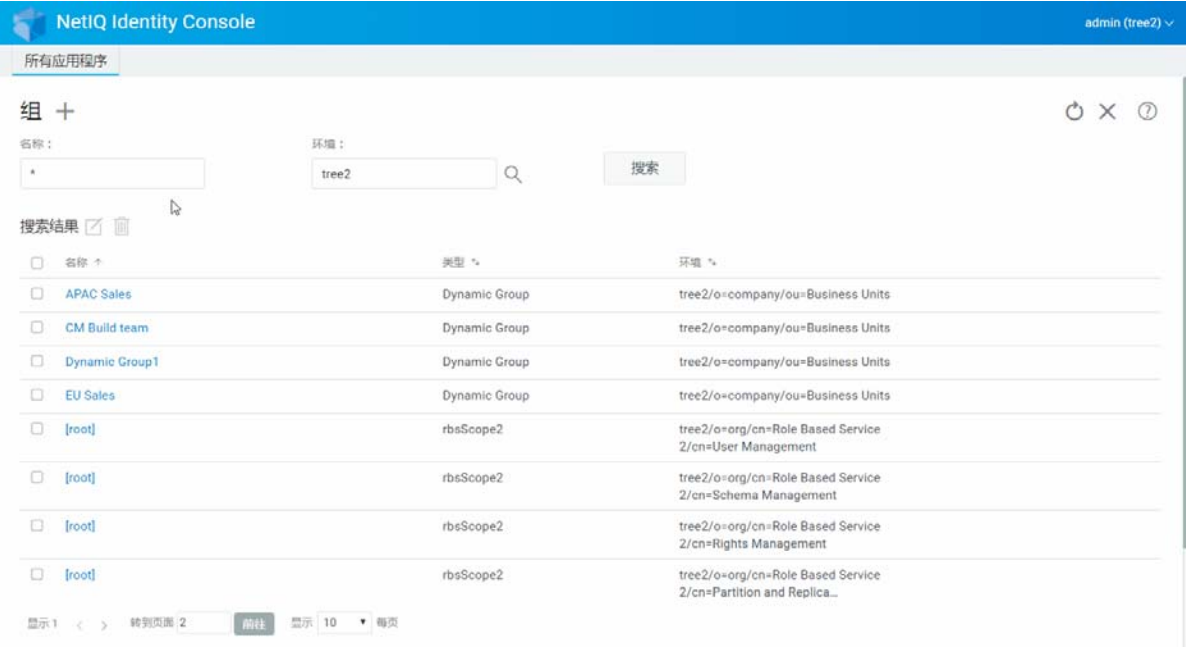 NetIQ Identity Console
admin (tree2)
所有应用程序
组
名称：
环境：
*
tree2
搜索
搜索结果
名称 类型 环境
APAC Sales Dynamic Group tree2/o=company/ou=Business Units
CM Build team Dynamic Group tree2/o=company/ou=Business Units
Dynamic Group1 Dynamic Group tree2/o=company/ou=Business Units
EU Sales Dynamic Group tree2/o=company/ou=Business Units
[root] rbsScope2 tree2/o=org/cn=Role Based Service
2/cn=User Management
[root] rbsScope2 tree2/o=org/cn=Role Based Service
2/cn=Schema Management
[root] rbsScope2 tree2/o=org/cn=Role Based Service
2/cn=Rights Management
[root] rbsScope2 tree2/o=org/cn=Role Based Service
2/cn=Partition and Replica...
显示 1 < > 转到页面 2 前往 显示 10 每页